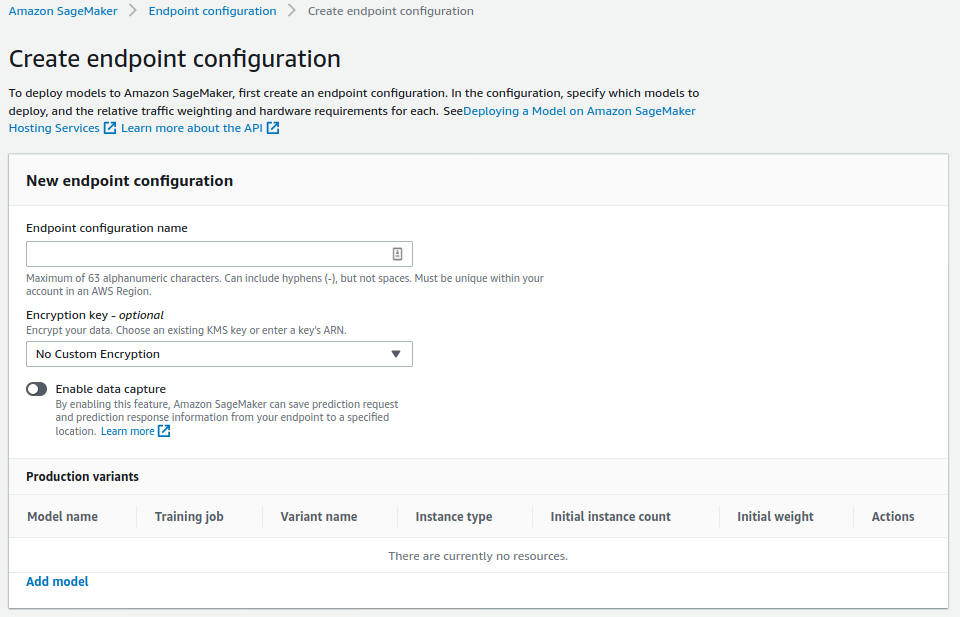 Amazon SageMaker > Endpoint configuration > Create endpoint configuration
Create endpoint configuration
To deploy models to Amazon SageMaker, first create an endpoint configuration. In the configuration, specify which models to
deploy, and the relative traffic weighting and hardware requirements for each. SeeDeploying a Model on Amazon SageMaker
Hosting Services Learn more about the API
New endpoint configuration
Endpoint configuration name
Maximum of 63 alphanumeric characters. Can include hyphens (-), but not spaces. Must be unique within your
account in an AWS Region.
Encryption key - optional
Encrypt your data. Choose an existing KMS key or enter a key's ARN.
No Custom Encryption
Enable data capture
By enabling this feature, Amazon SageMaker can save prediction request
and prediction response information from your endpoint to a specified
location. Learn more
Production variants
Model name Training job Variant name Instance type Initial instance count Initial weight Actions
There are currently no resources.
Add model